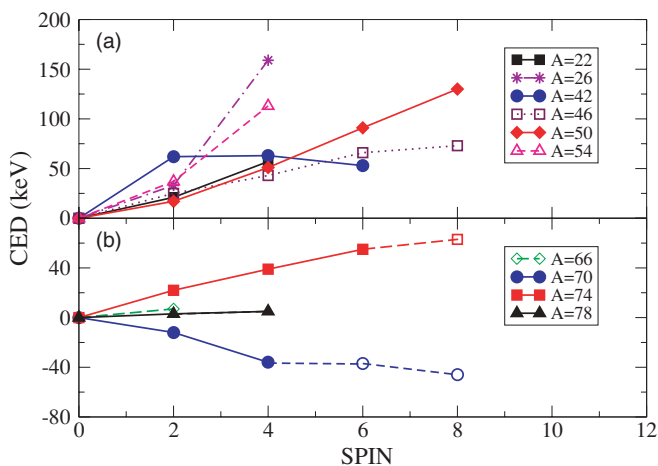 (a)
200
150
100
50
0
A=22
A=26
A=42
A=46
A=50
A=54
CED (keV)
(b)
40
0
-40
-80
A=66
A=70
A=74
A=78
0 2 4 6 8 10 12
SPIN